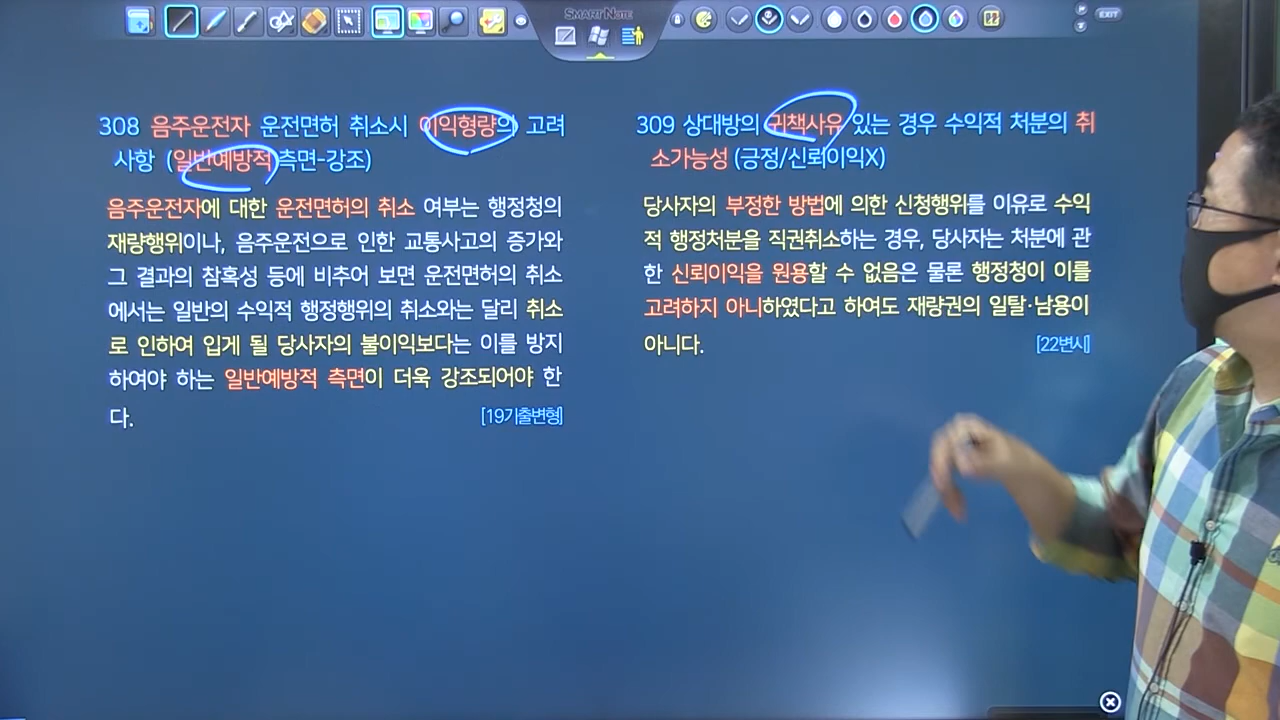 SMARTNOTE
EXIT
308 음주운전자 운전면허 취소시 이익형량의 고려
사항 (일반예방적 측면-강조)
음주운전자에 대한 운전면허의 취소 여부는 행정청의
재량행위이나, 음주운전으로 인한 교통사고의 증가와
그 결과의 참혹성 등에 비추어 보면 운전면허의 취소
에서는 일반의 수익적 행정행위의 취소와는 달리 취소
로 인하여 입게 될 당사자의 불이익보다는 이를 방지
하여야 하는 일반예방적 측면이 더욱 강조되어야 한
다. [19기출변형]
309 상대방의 귀책사유 있는 경우 수익적 처분의 취
소가능성 (긍정/신뢰이익X)
당사자의 부정한 방법에 의한 신청행위를 이유로 수익
적 행정처분을 직권취소하는 경우, 당사자는 처분에 관
한 신뢰이익을 원용할 수 없음은 물론 행정청이 이를
고려하지 아니하였다고 하여도 재량권의 일탈·남용이
아니다. [22변시]